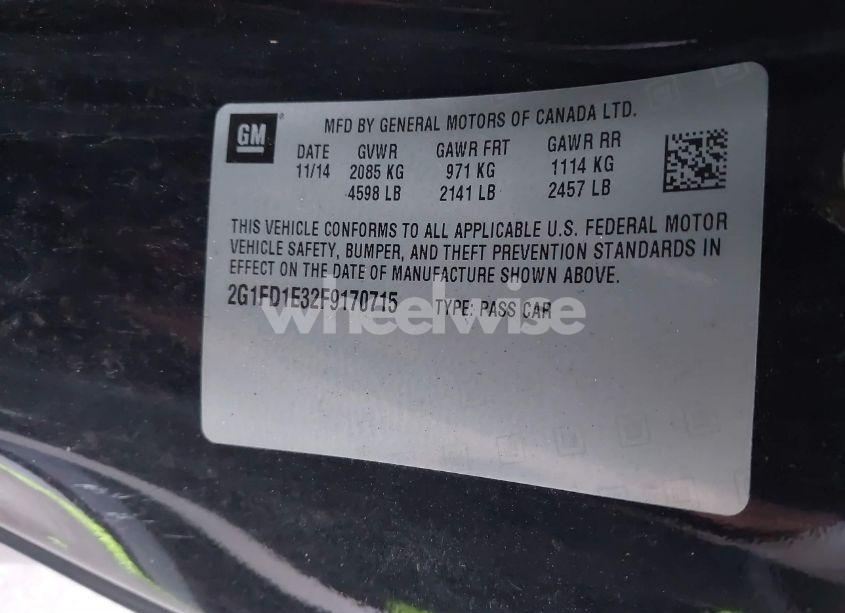 GM
MFD BY GENERAL MOTORS OF CANADA LTD.
DATE GVWR GAWR FRT GAWR RR
11/14 2085 KG 971 KG 1114 KG
4598 LB 2141 LB 2457 LB
THIS VEHICLE CONFORMS TO ALL APPLICABLE U.S. FEDERAL MOTOR
VEHICLE SAFETY, BUMPER, AND THEFT PREVENTION STANDARDS IN
EFFECT ON THE DATE OF MANUFACTURE SHOWN ABOVE.
2G1FD1E32F9170715 TYPE: PASS CAR
wheelwise